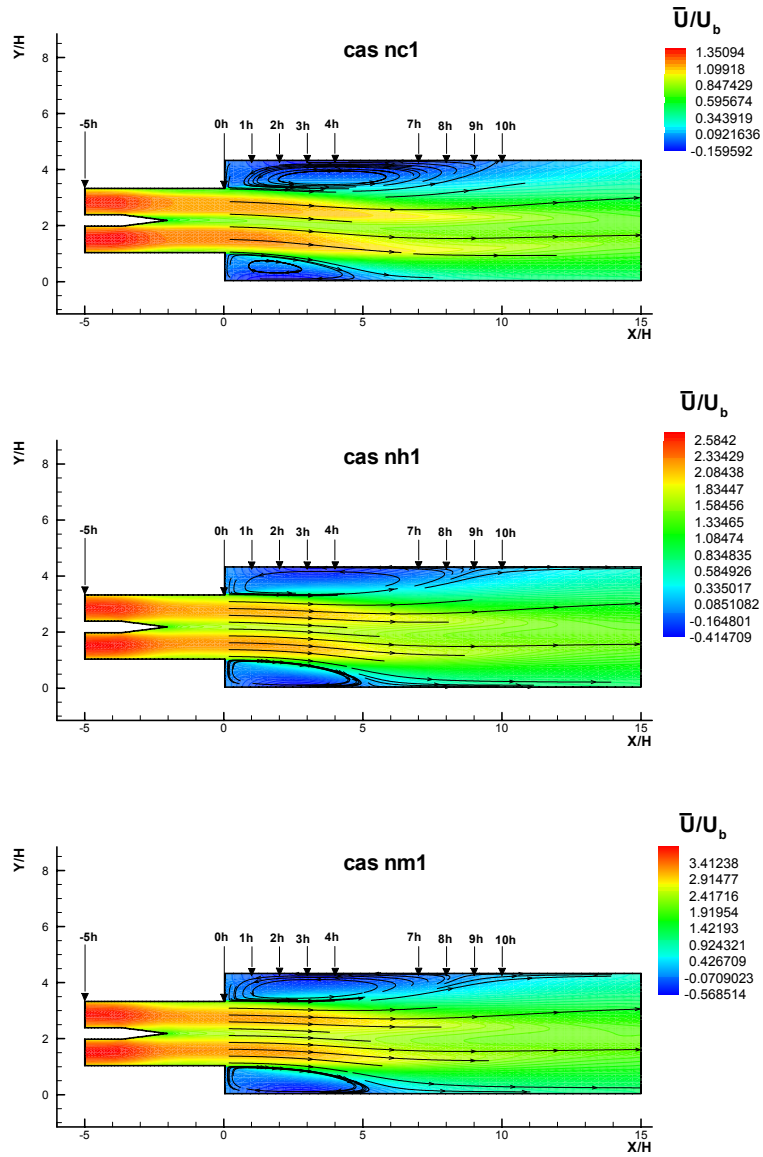 U̅/U_b
cas nc1
1.35094
1.09918
0.847429
0.595674
0.343919
0.0921636
-0.159592
Y/H
8
6
4
2
0
-5h
0h 1h 2h 3h 4h 7h 8h 9h 10h
-5 0 5 10 15
X/H
U̅/U_b
cas nh1
2.5842
2.33429
2.08438
1.83447
1.58456
1.33465
1.08474
0.834835
0.584926
0.335017
0.0851082
-0.164801
-0.414709
Y/H
8
6
4
2
0
-5h
0h 1h 2h 3h 4h 7h 8h 9h 10h
-5 0 5 10 15
X/H
U̅/U_b
cas nm1
3.41238
2.91477
2.41716
1.91954
1.42193
0.924321
0.426709
-0.0709023
-0.568514
Y/H
8
6
4
2
0
-5h
0h 1h 2h 3h 4h 7h 8h 9h 10h
-5 0 5 10 15
X/H